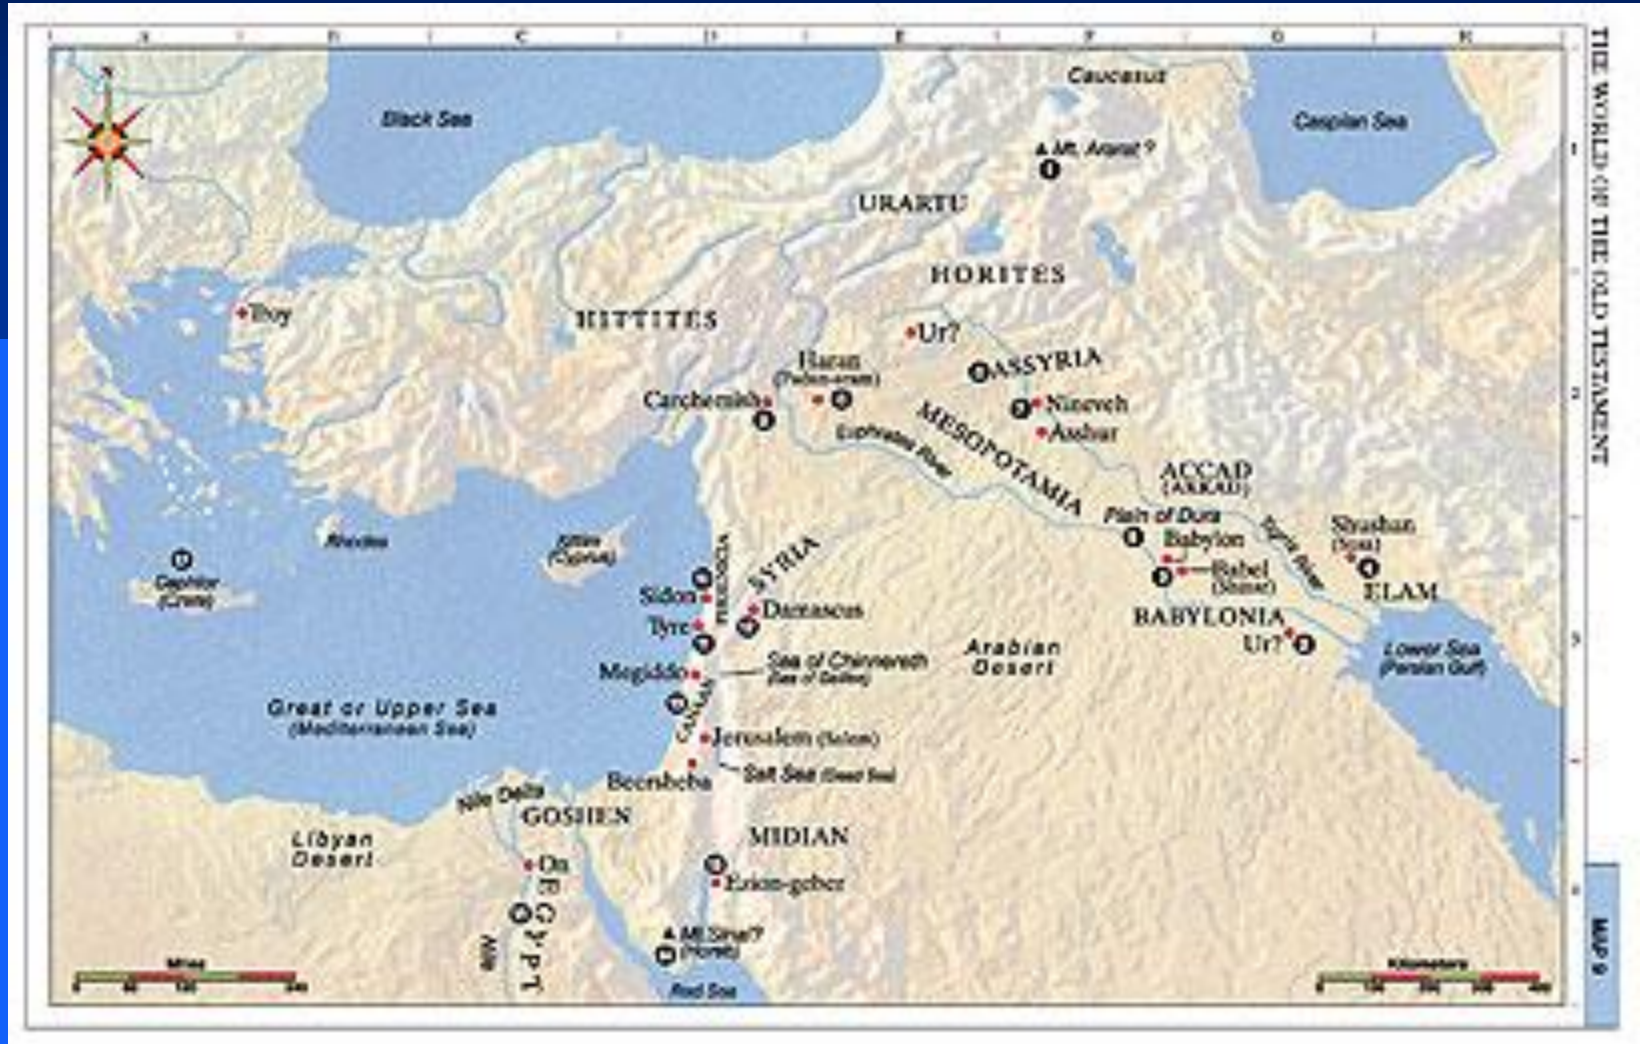 THE WORLD OF THE OLD TESTAMENT
Black Sea
Caucasus
Caspian Sea
Mt. Ararat ?
URARTU
HORITES
Troy
HITTITES
Ur?
Haran
(Padan-aram)
ASSYRIA
Carchemish
Nineveh
Asshur
MESOPOTAMIA
Euphrates River
ACCAD
(AKKAD)
Plain of Dura
Shushan
(Susa)
Rhodes
Kittim
(Cyprus)
Babylon
Tigris River
Babel
(Shinar)
ELAM
Caphtor
(Crete)
PHOENICIA
SYRIA
Sidon
Damascus
Tyre
BABYLONIA
Ur?
Arabian
Desert
Lower Sea
(Persian Gulf)
Megiddo
Sea of Chinnereth
(Sea of Galilee)
CANAAN
Great or Upper Sea
(Mediterranean Sea)
Jerusalem (Salem)
Salt Sea (Dead Sea)
Beersheba
Nile Delta
GOSHEN
Libyan
Desert
MIDIAN
On
EGYPT
Ezion-geber
Mt. Sinai?
(Horeb)
Nile
Red Sea
Miles
Kilometers
MAP 9